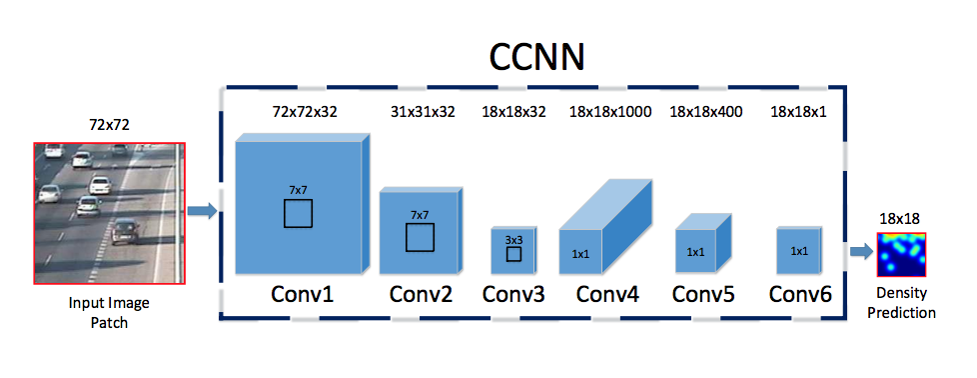 CCNN
72x72
72x72x32
31x31x32
18x18x32
18x18x1000
18x18x400
18x18x1
7x7
7x7
3x3
1x1
1x1
1x1
18x18
Conv1
Conv2
Conv3
Conv4
Conv5
Conv6
Input Image
Patch
Density
Prediction